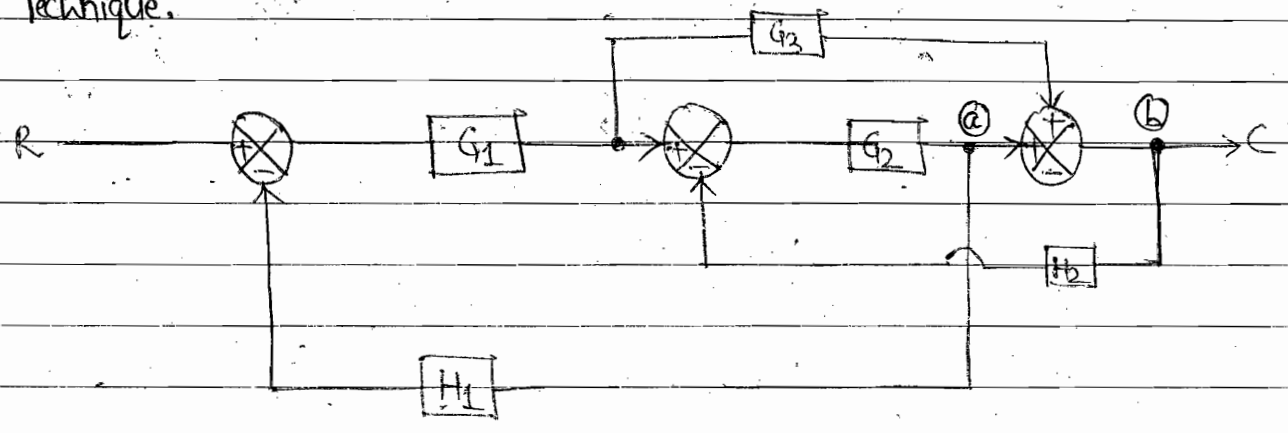 Technique.
G3
R + - G1 + - G2 a + + - b C
H2
H1